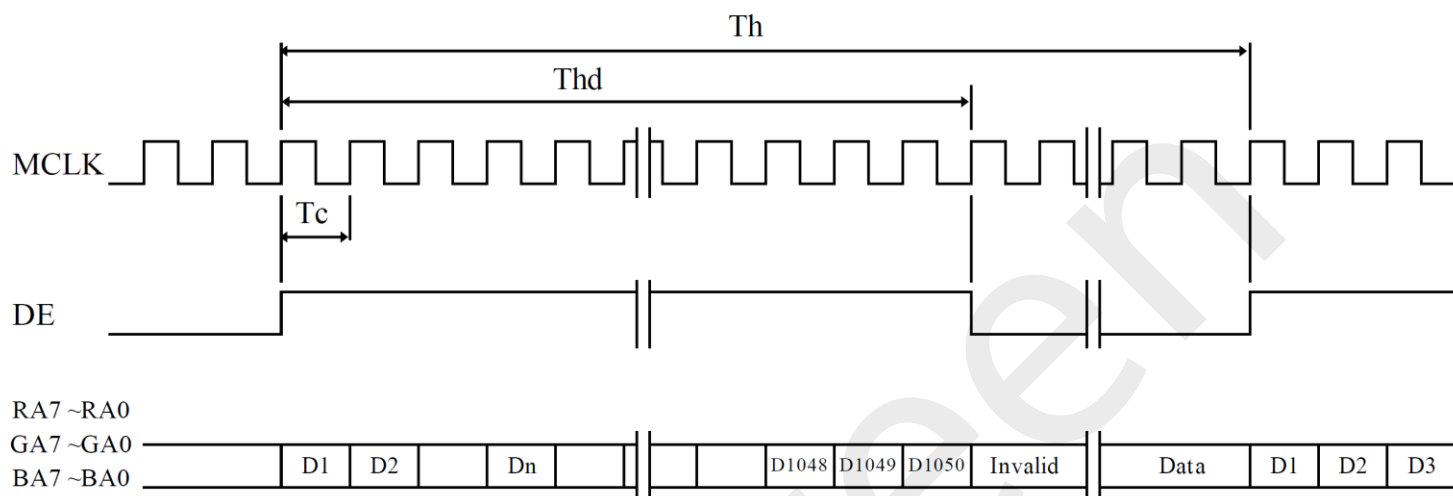 Th
Thd
MCLK
Tc
DE
RA7 ~RA0
GA7 ~GA0
BA7 ~BA0
D1 D2 Dn D1048 D1049 D1050 Invalid Data D1 D2 D3
een